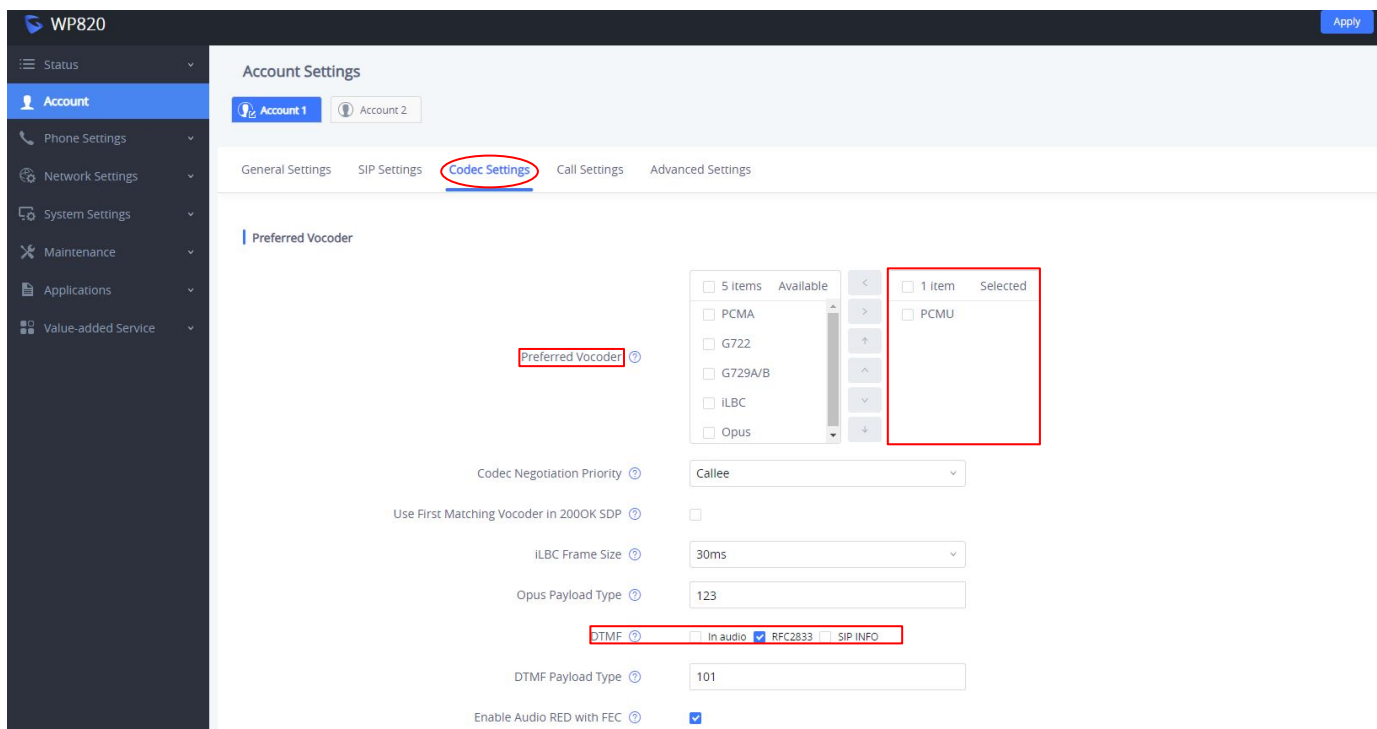 WP820
Apply
Status
Account
Phone Settings
Network Settings
System Settings
Maintenance
Applications
Value-added Service
Account Settings
Account 1
Account 2
General Settings SIP Settings Codec Settings Call Settings Advanced Settings
Preferred Vocoder
Preferred Vocoder ?
5 items Available
PCMA
G722
G729A/B
iLBC
Opus
1 item Selected
PCMU
Codec Negotiation Priority ? Callee
Use First Matching Vocoder in 200OK SDP ?
iLBC Frame Size ? 30ms
Opus Payload Type ? 123
DTMF ? In audio RFC2833 SIP INFO
DTMF Payload Type ? 101
Enable Audio RED with FEC ?